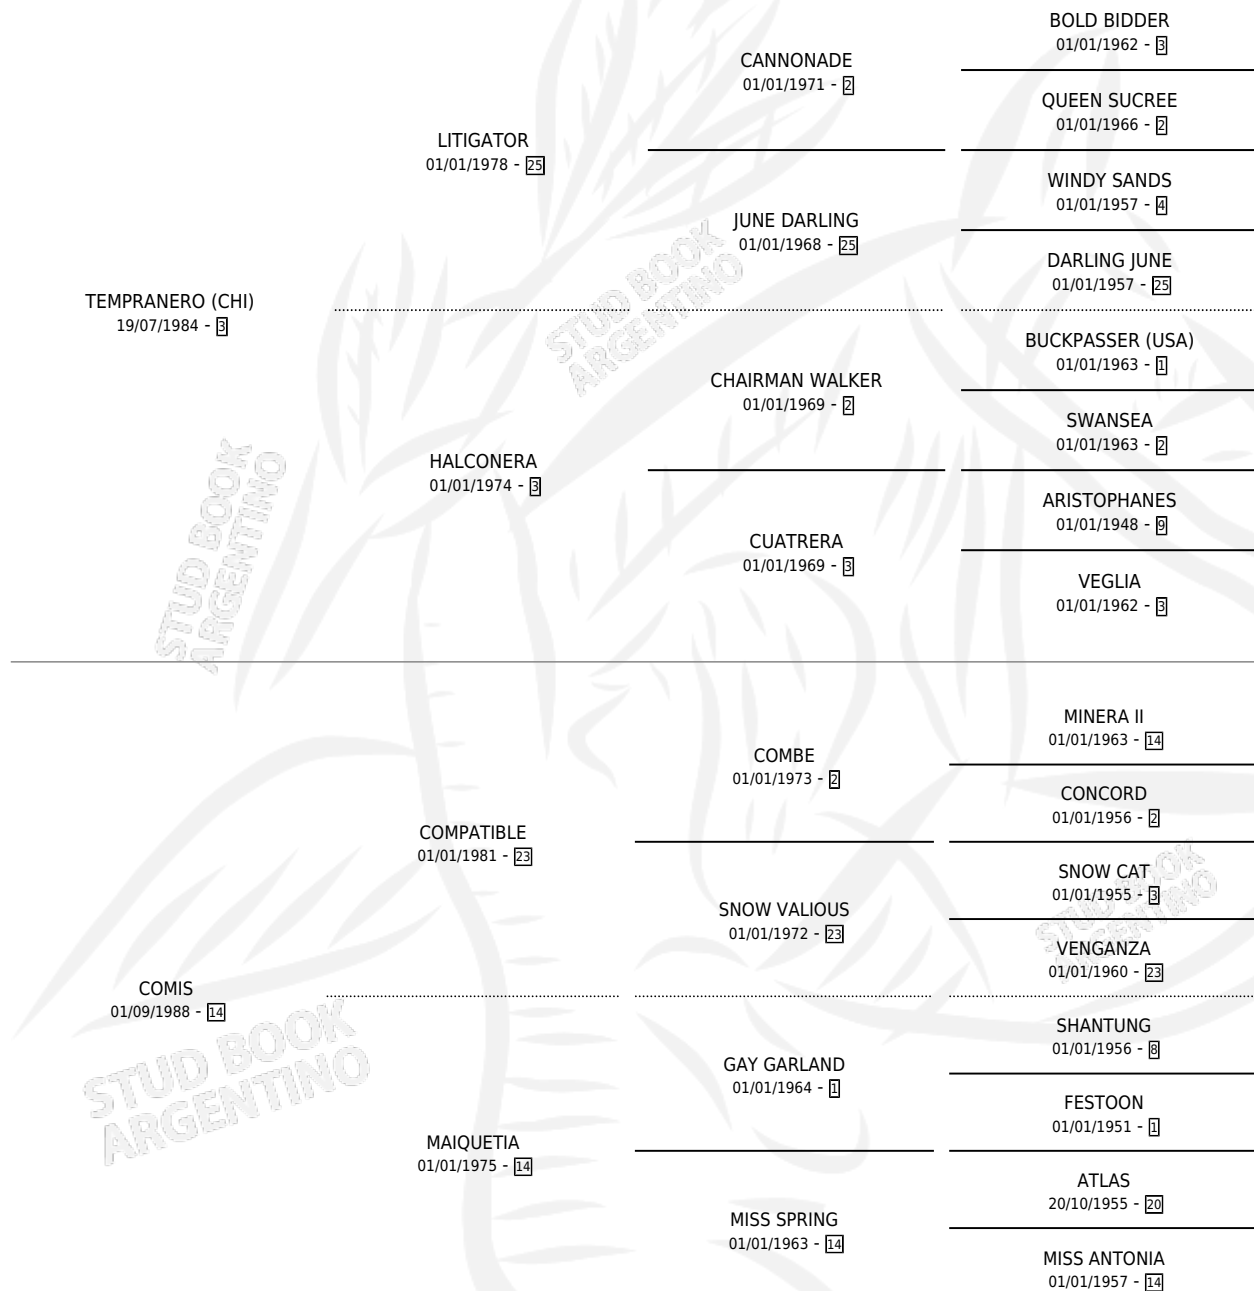 BOLD BIDDER
01/01/1962 - 3
CANNONADE
01/01/1971 - 2
QUEEN SUCREE
01/01/1966 - 2
LITIGATOR
01/01/1978 - 25
WINDY SANDS
01/01/1957 - 4
JUNE DARLING
01/01/1968 - 25
DARLING JUNE
01/01/1957 - 25
TEMPRANERO (CHI)
19/07/1984 - 3
BUCKPASSER (USA)
01/01/1963 - 1
CHAIRMAN WALKER
01/01/1969 - 2
SWANSEA
01/01/1963 - 2
HALCONERA
01/01/1974 - 3
ARISTOPHANES
01/01/1948 - 9
CUATRERA
01/01/1969 - 3
VEGLIA
01/01/1962 - 3
MINERA II
01/01/1963 - 14
COMBE
01/01/1973 - 2
CONCORD
01/01/1956 - 2
COMPATIBLE
01/01/1981 - 23
SNOW CAT
01/01/1955 - 3
SNOW VALIOUS
01/01/1972 - 23
VENGANZA
01/01/1960 - 23
COMIS
01/09/1988 - 14
SHANTUNG
01/01/1956 - 8
GAY GARLAND
01/01/1964 - 1
FESTOON
01/01/1951 - 1
MAIQUETIA
01/01/1975 - 14
ATLAS
20/10/1955 - 20
MISS SPRING
01/01/1963 - 14
MISS ANTONIA
01/01/1957 - 14
STUD BOOK
ARGENTINO
STUD BOOK
ARGENTINO
STUD BOOK
ARGENTINO
STUD BOOK
ARGENTINO